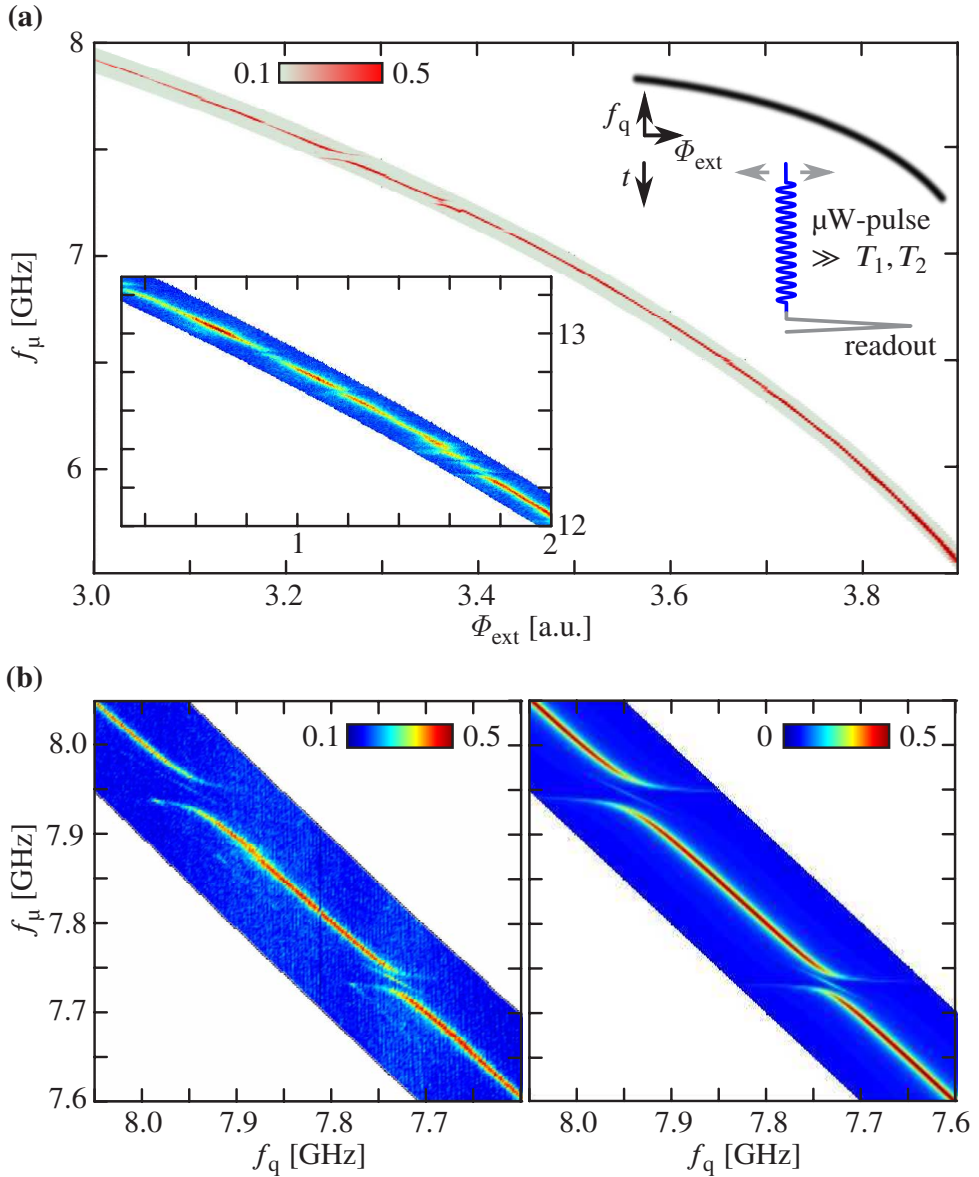 (a)
8
7
6
f_μ [GHz]
0.1 0.5
f_q
Φ_ext
t
μW-pulse
≫ T₁, T₂
readout
13
12
1 2
3.0 3.2 3.4 3.6 3.8
Φ_ext [a.u.]
(b)
0.1 0.5
0 0.5
8.0
7.9
7.8
7.7
7.6
f_μ [GHz]
8.0 7.9 7.8 7.7
8.0 7.9 7.8 7.7 7.6
f_q [GHz]
f_q [GHz]